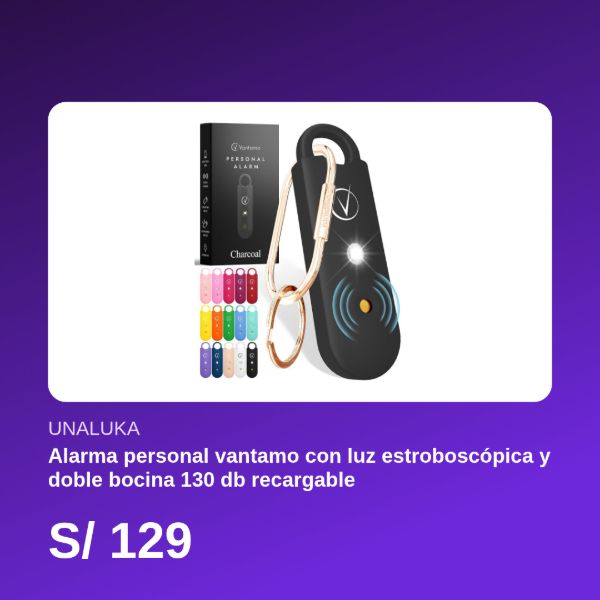 Vantamo
PERSONAL
ALARM
Charcoal
UNALUKA
Alarma personal vantamo con luz estroboscópica y
doble bocina 130 db recargable
S/ 129